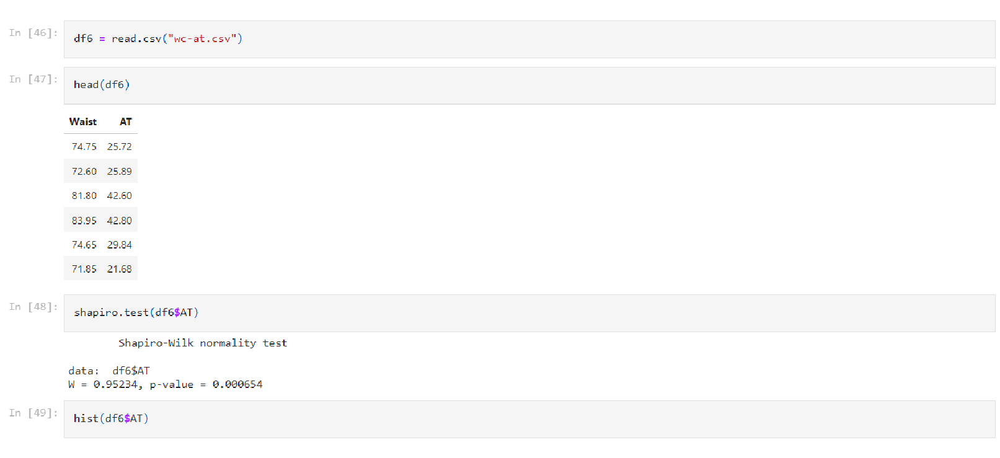 In [46]:
df6 = read.csv("wc-at.csv")
In [47]:
head(df6)
Waist AT
74.75 25.72
72.60 25.89
81.80 42.60
83.95 42.80
74.65 29.84
71.85 21.68
In [48]:
shapiro.test(df6$AT)
Shapiro-Wilk normality test
data: df6$AT
W = 0.95234, p-value = 0.000654
In [49]:
hist(df6$AT)